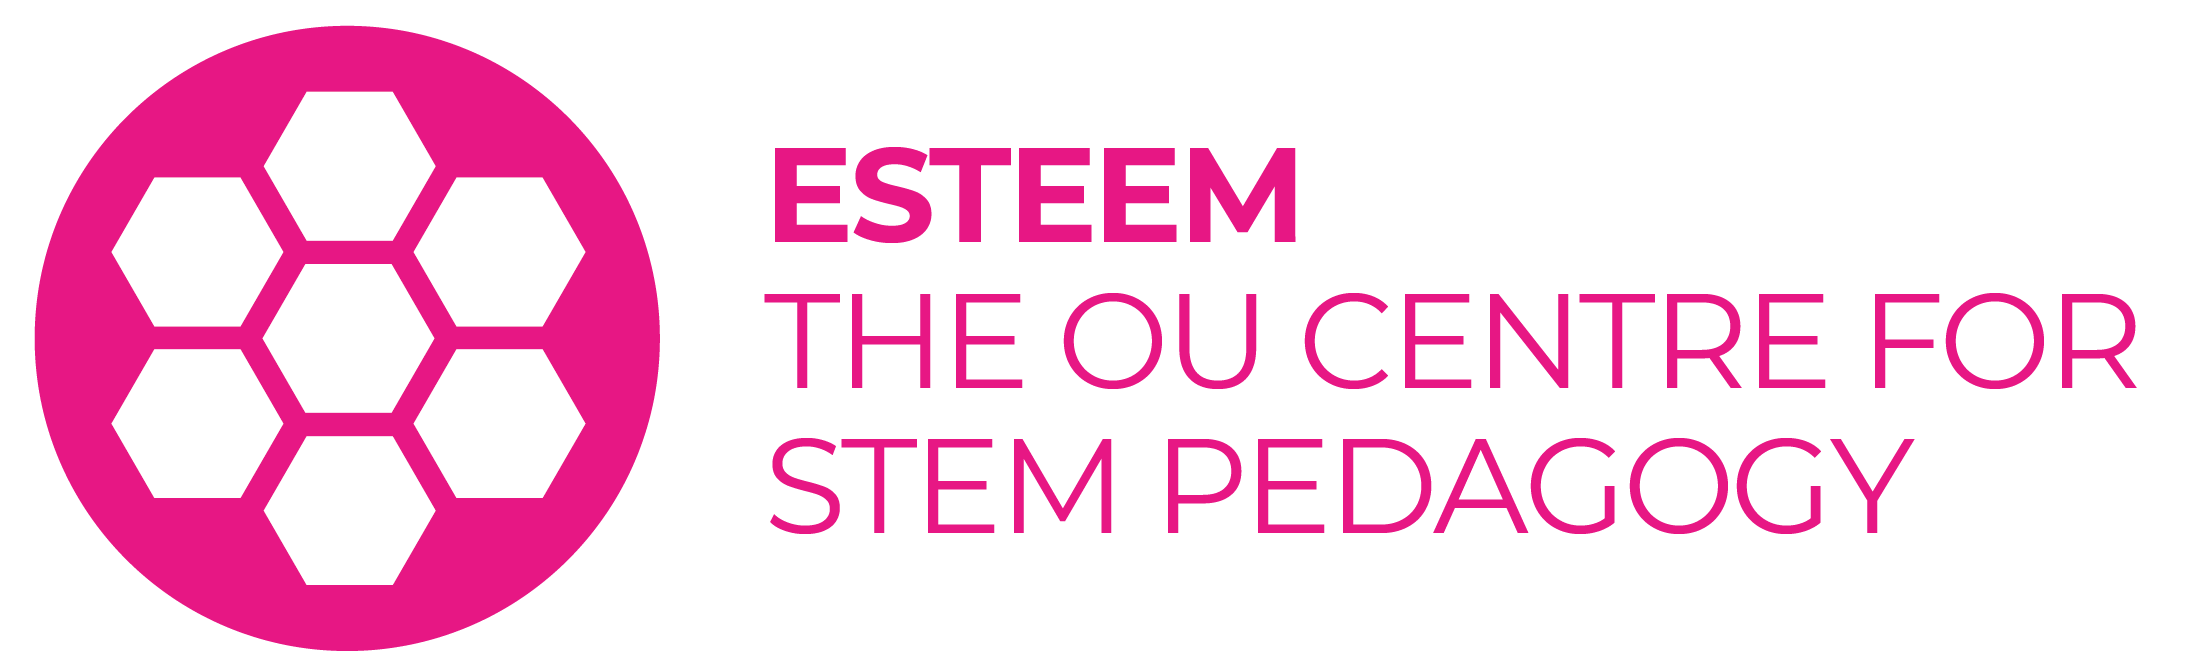 ESTEEM
THE OU CENTRE FOR
STEM PEDAGOGY